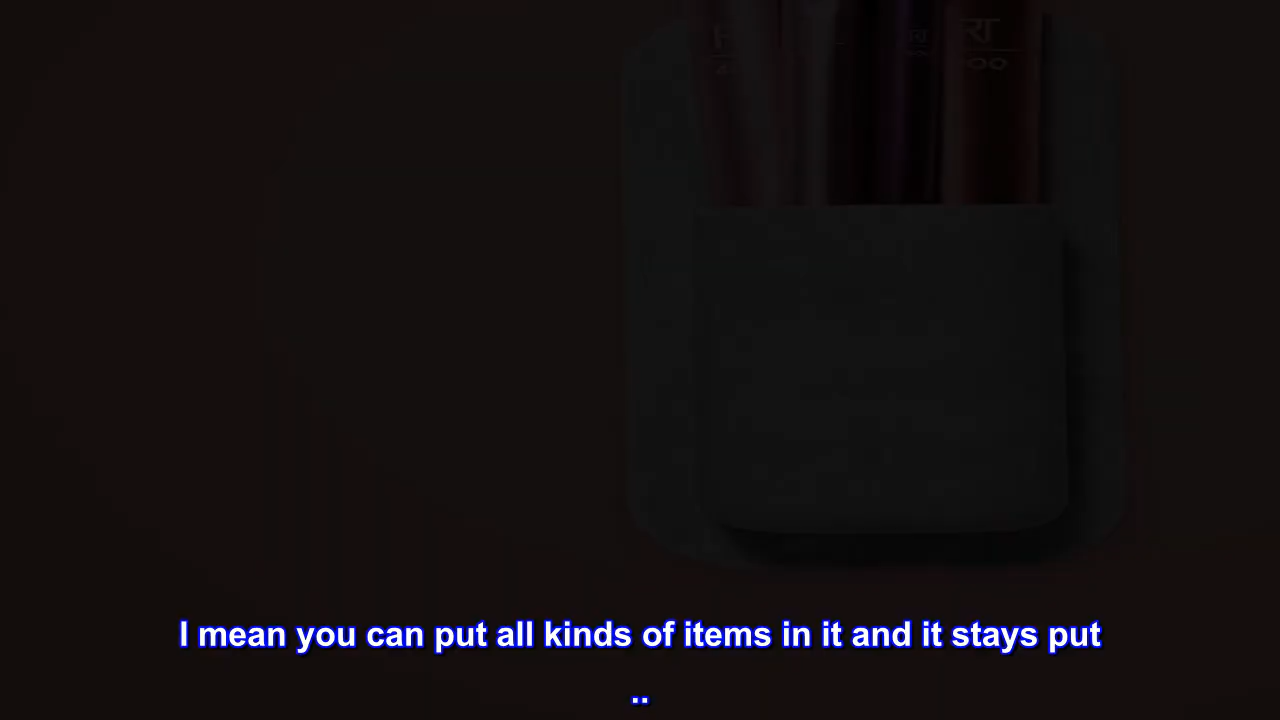 I mean you can put all kinds of items in it and it stays put
..